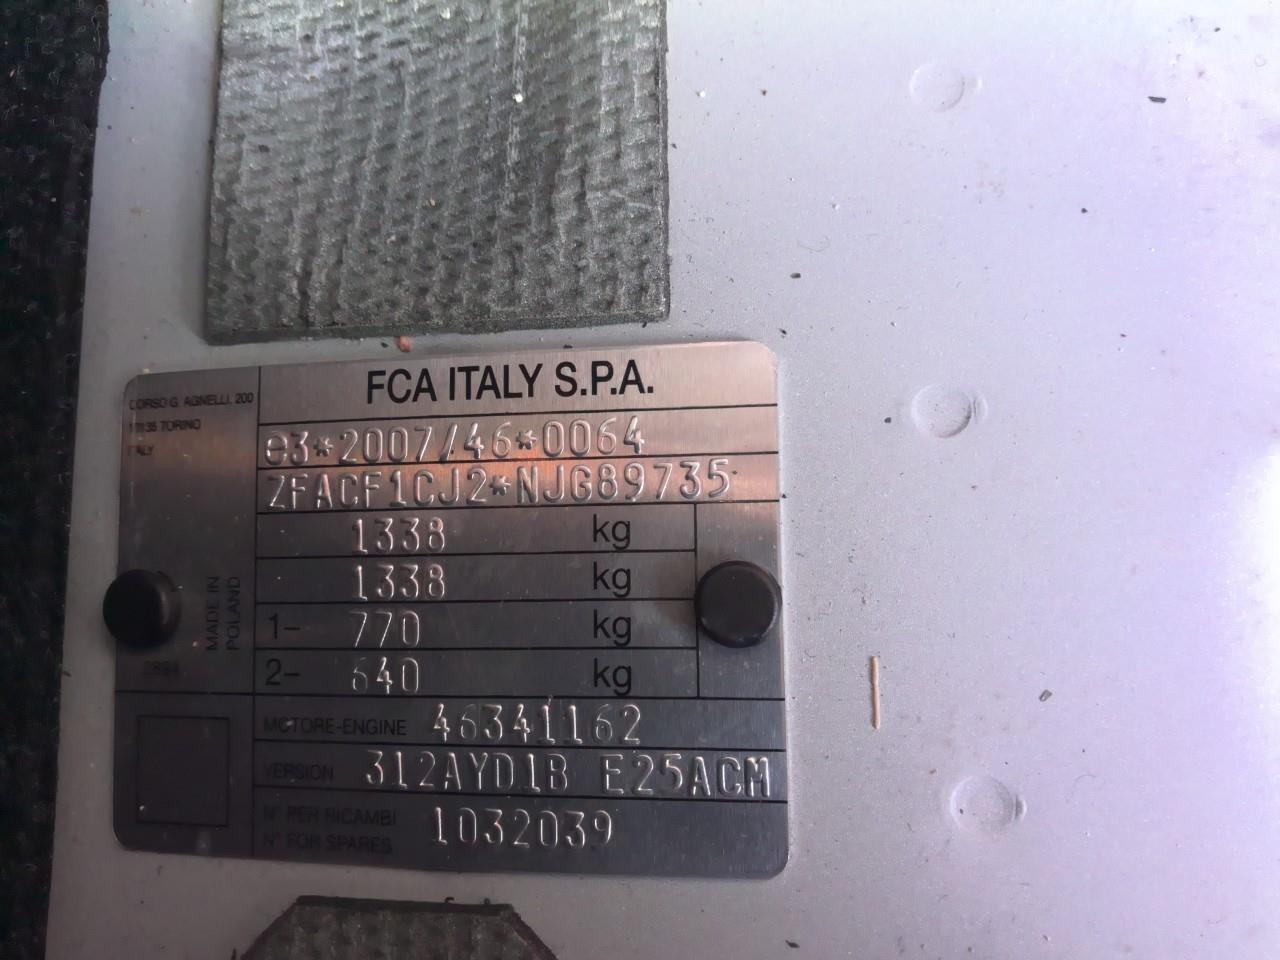 FCA ITALY S.P.A.
CORSO G. AGNELLI, 200
10135 TORINO
ITALY
e3*2007/46*0064
ZFACF1CJ2*NJG89735
1338 kg
1338 kg
1- 770 kg
2- 640 kg
MADE IN
POLAND
MOTORE-ENGINE 46341162
VERSION 312AYD1B E25ACM
N° PER RICAMBI
N° FOR SPARES
1032039